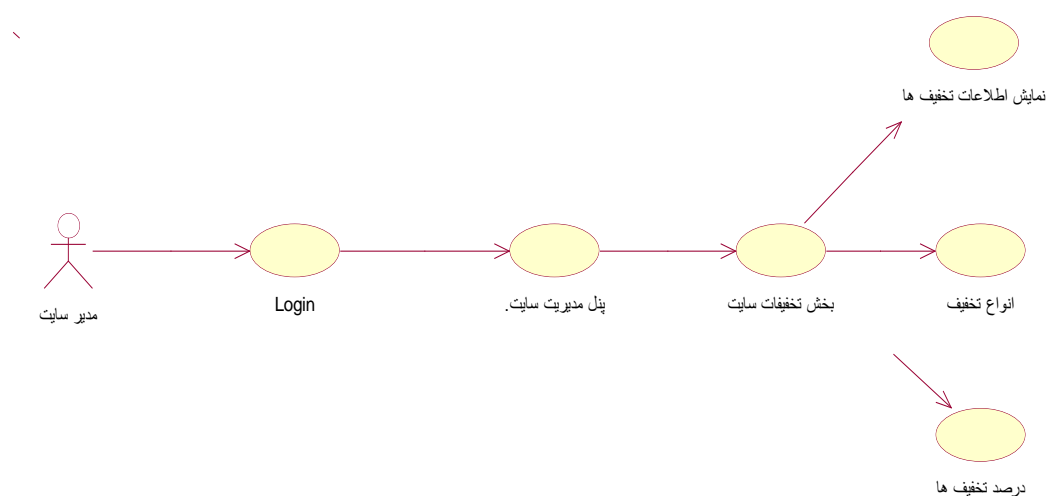 نمایش اطلاعات تخفیف ها
مدیر سایت
Login
پنل مدیریت سایت.
بخش تخفیفات سایت
انواع تخفیف
درصد تخفیف ها